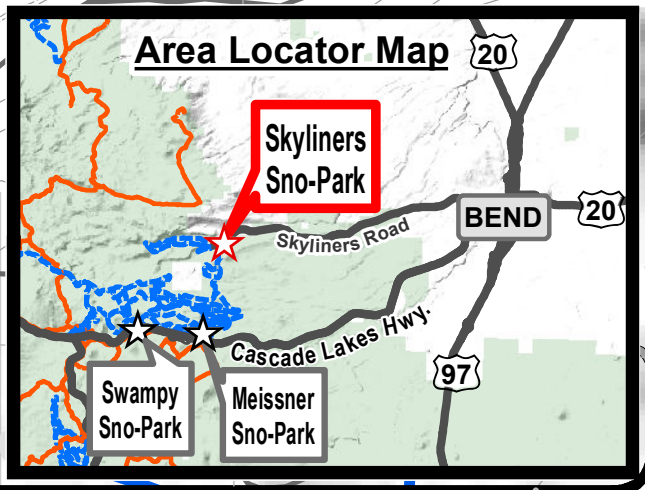 Area Locator Map
20
Skyliners
Sno-Park
BEND
20
Skyliners Road
Cascade Lakes Hwy.
97
Swampy
Sno-Park
Meissner
Sno-Park